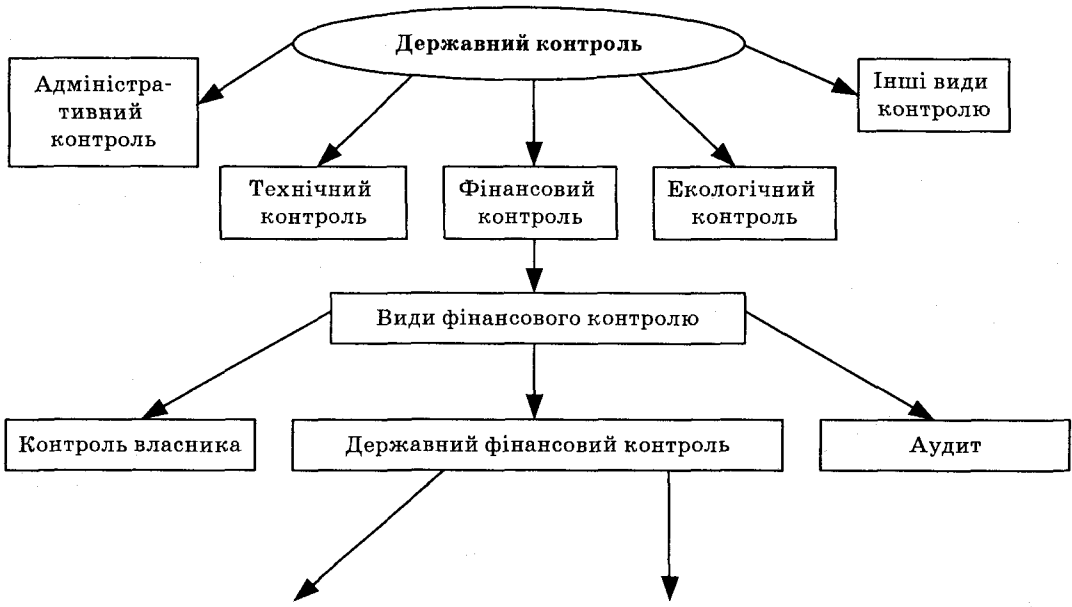 Державний контроль
Адміністра-
тивний
контроль
Інші види
контролю
Технічний
контроль
Фінансовий
контроль
Екологічний
контроль
Види фінансового контролю
Контроль власника
Державний фінансовий контроль
Аудит